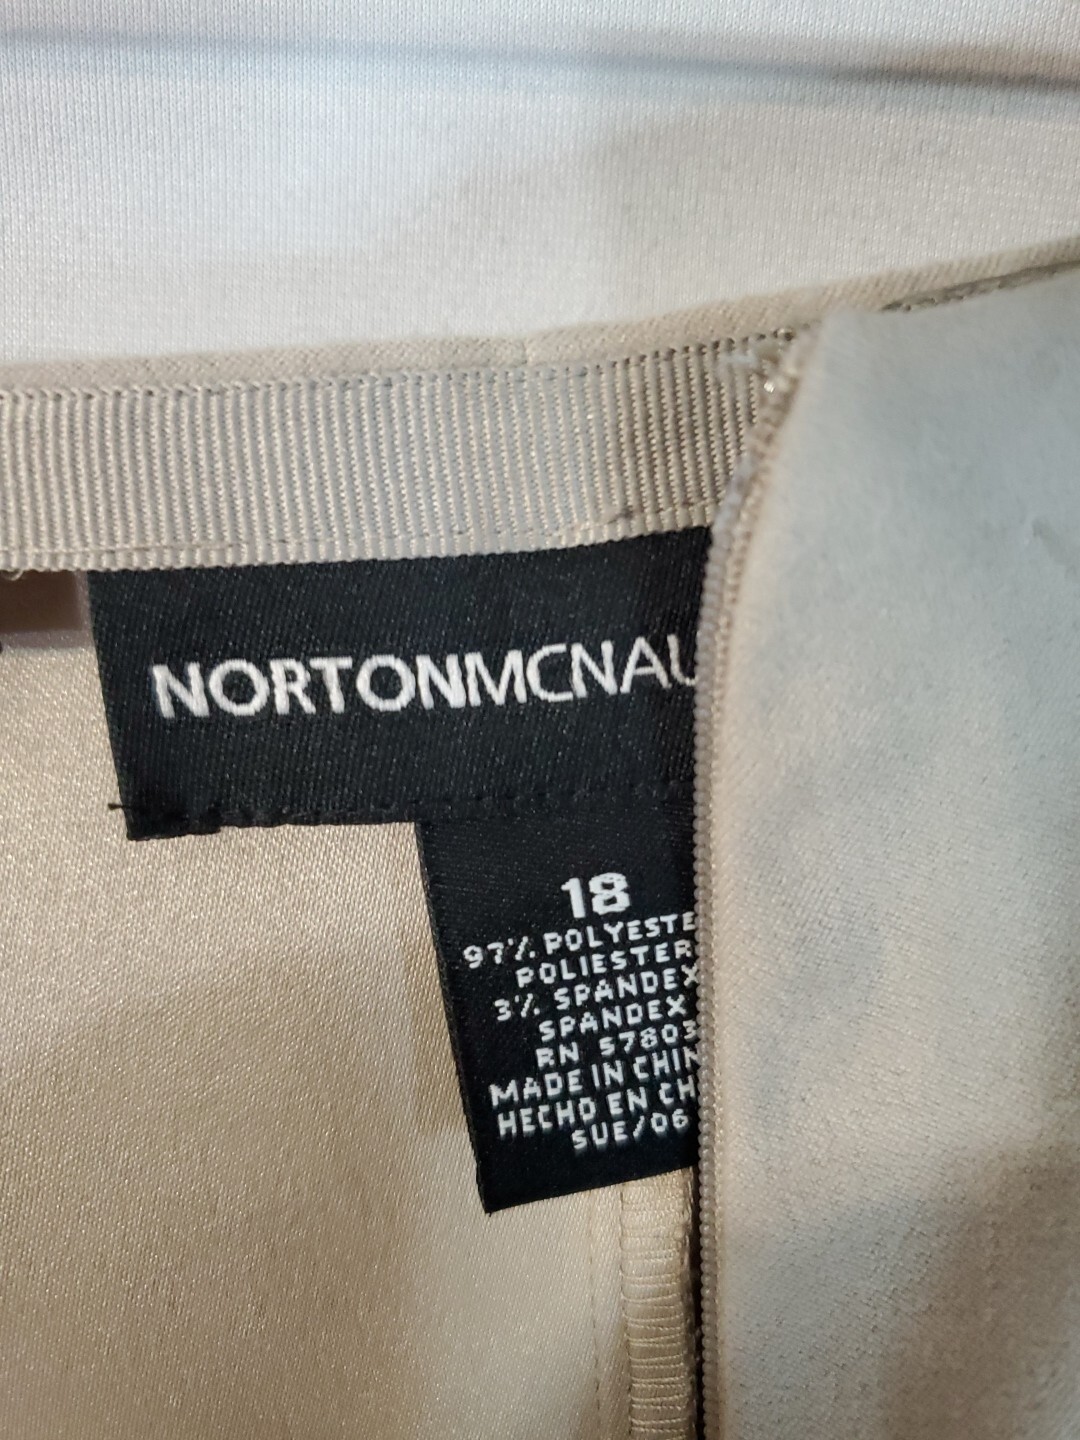 NORTONMCNAU
18
97% POLYESTE
POLIESTER
3% SPANDEX
SPANDEX
RN 57803
MADE IN CHIN
HECHO EN CH
SUE/06